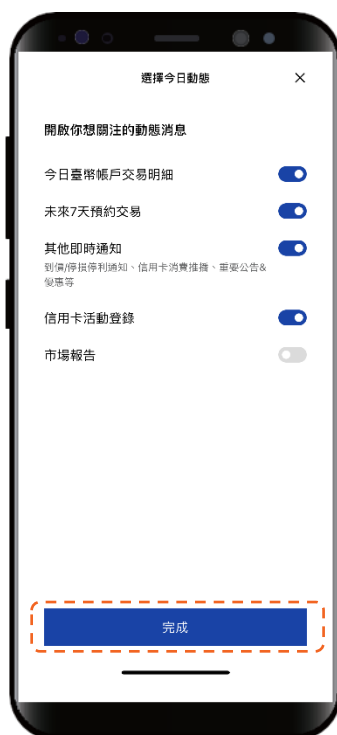 選擇今日動態
開啟你想關注的動態消息
今日臺幣帳戶交易明細
未來7天預約交易
其他即時通知
到價/停損停利通知、信用卡消費推播、重要公告&
優惠等
信用卡活動登錄
市場報告
完成